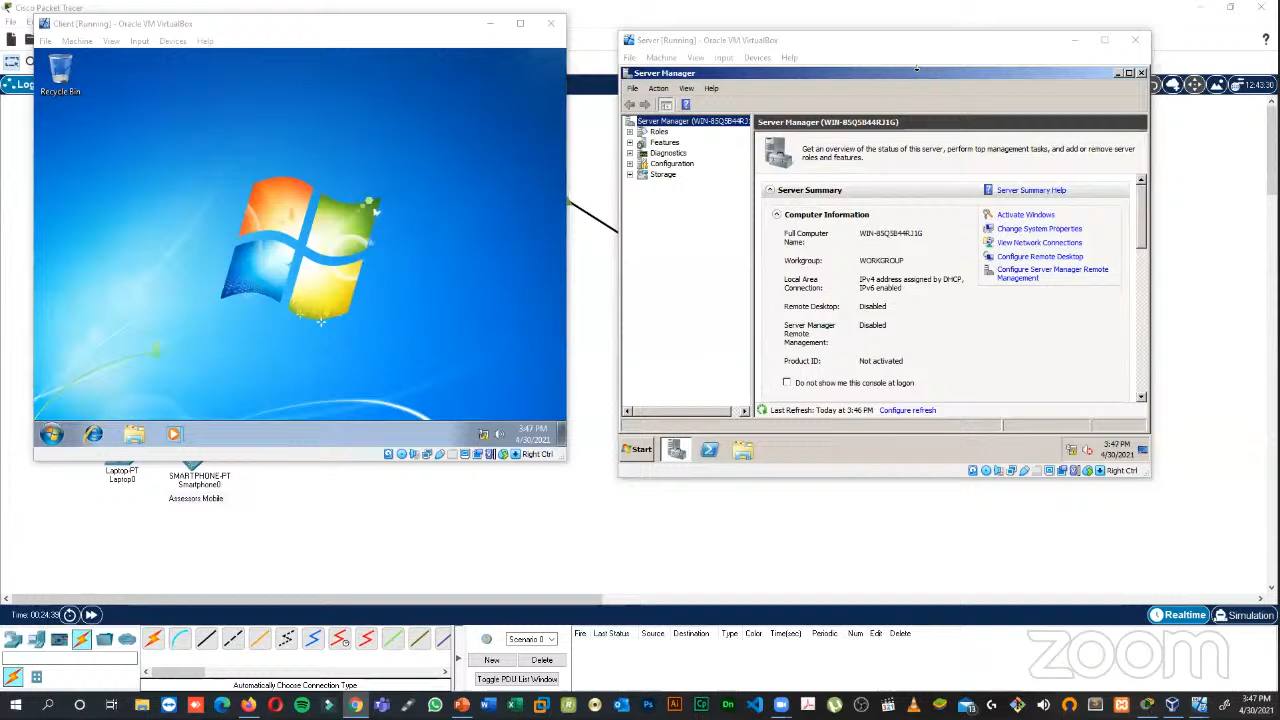 Cisco Packet Tracer
File
Client [Running] - Oracle VM VirtualBox
File Machine View Input Devices Help
Recycle Bin
3:47 PM
4/30/2021
Right Ctrl
Server [Running] - Oracle VM VirtualBox
File Machine View Input Devices Help
Server Manager
File Action View Help
Server Manager (WIN-85Q5B44RJ1
Roles
Features
Diagnostics
Configuration
Storage
Server Manager (WIN-85Q5B44RJ1G)
Get an overview of the status of this server, perform top management tasks, and add or remove server
roles and features.
Server Summary
Server Summary Help
Computer Information
Full Computer
Name:
WIN-85Q5B44RJ1G
Workgroup:
WORKGROUP
Local Area
Connection:
IPv4 address assigned by DHCP,
IPv6 enabled
Remote Desktop:
Disabled
Server Manager
Remote
Management:
Disabled
Product ID:
Not activated
Do not show me this console at logon
Activate Windows
Change System Properties
View Network Connections
Configure Remote Desktop
Configure Server Manager Remote
Management
Last Refresh: Today at 3:46 PM Configure refresh
Start
3:47 PM
4/30/2021
Right Ctrl
12:43:30
Laptop-PT
Laptop0
SMARTPHONE-PT
Smartphone0
Assessors Mobile
Time: 00:24:39
Realtime
Simulation
Scenario 0
New
Delete
Toggle PDU List Window
Fire Last Status Source Destination Type Color Time(sec) Periodic Num Edit Delete
Automatically Choose Connection Type
zoom
3:47 PM
4/30/2021